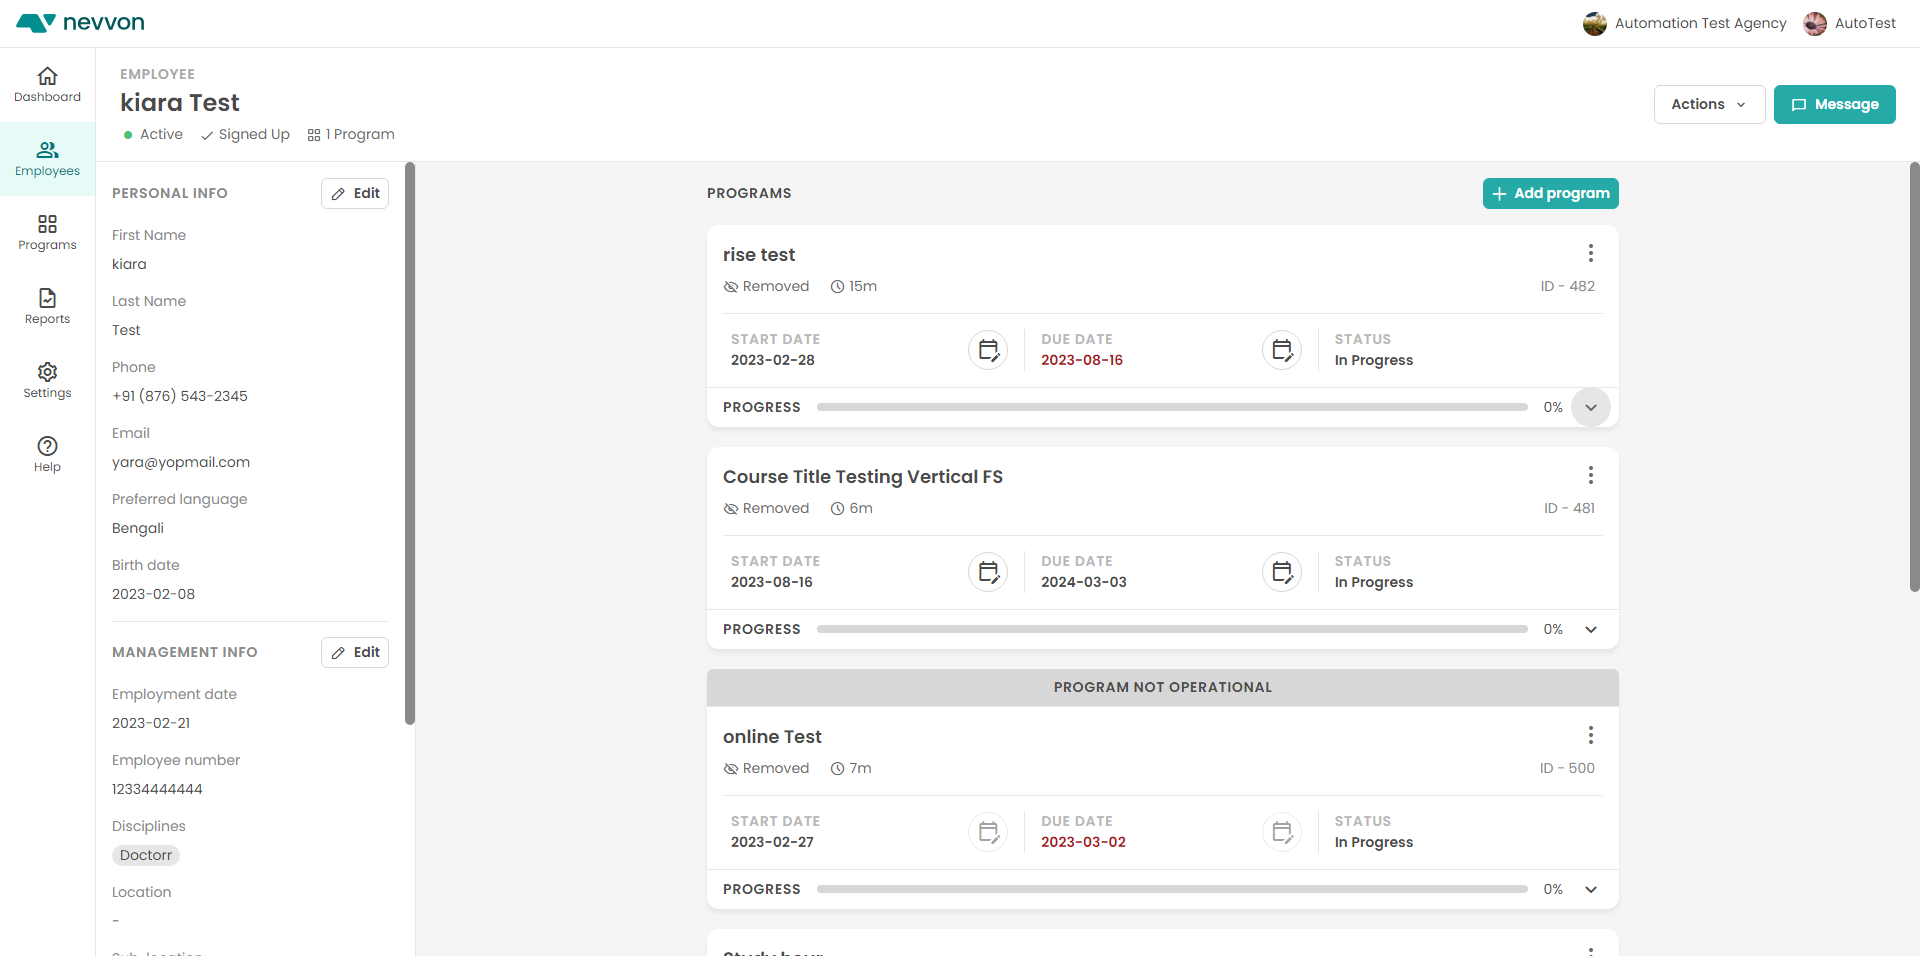 nevvon
Automation Test Agency
AutoTest
Dashboard
Employees
Programs
Reports
Settings
Help
EMPLOYEE
kiara Test
Active
Signed Up
1 Program
Actions
Message
PERSONAL INFO
Edit
First Name
kiara
Last Name
Test
Phone
+91 (876) 543-2345
Email
yara@yopmail.com
Preferred language
Bengali
Birth date
2023-02-08
MANAGEMENT INFO
Edit
Employment date
2023-02-21
Employee number
12334444444
Disciplines
Doctorr
Location
-
PROGRAMS
Add program
rise test
Removed
15m
ID - 482
START DATE
2023-02-28
DUE DATE
2023-08-16
STATUS
In Progress
PROGRESS
0%
Course Title Testing Vertical FS
Removed
6m
ID - 481
START DATE
2023-08-16
DUE DATE
2024-03-03
STATUS
In Progress
PROGRESS
0%
PROGRAM NOT OPERATIONAL
online Test
Removed
7m
ID - 500
START DATE
2023-02-27
DUE DATE
2023-03-02
STATUS
In Progress
PROGRESS
0%